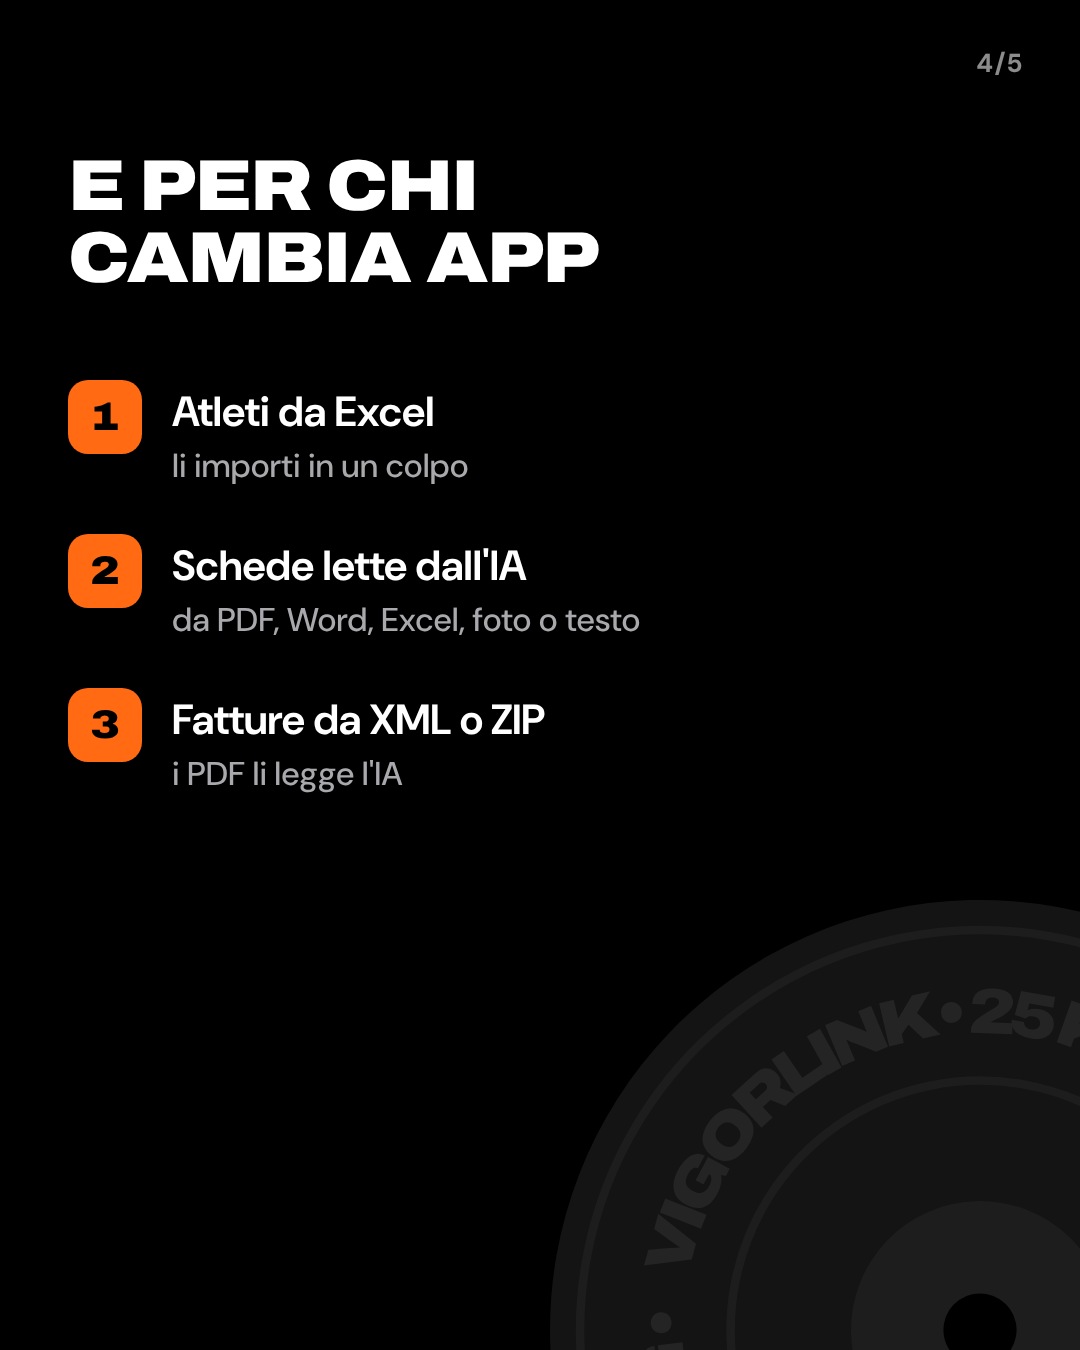 4/5
E PER CHI
CAMBIA APP
1
Atleti da Excel
li importi in un colpo
2
Schede lette dall'IA
da PDF, Word, Excel, foto o testo
3
Fatture da XML o ZIP
i PDF li legge l'IA
VIGORLINK • 25